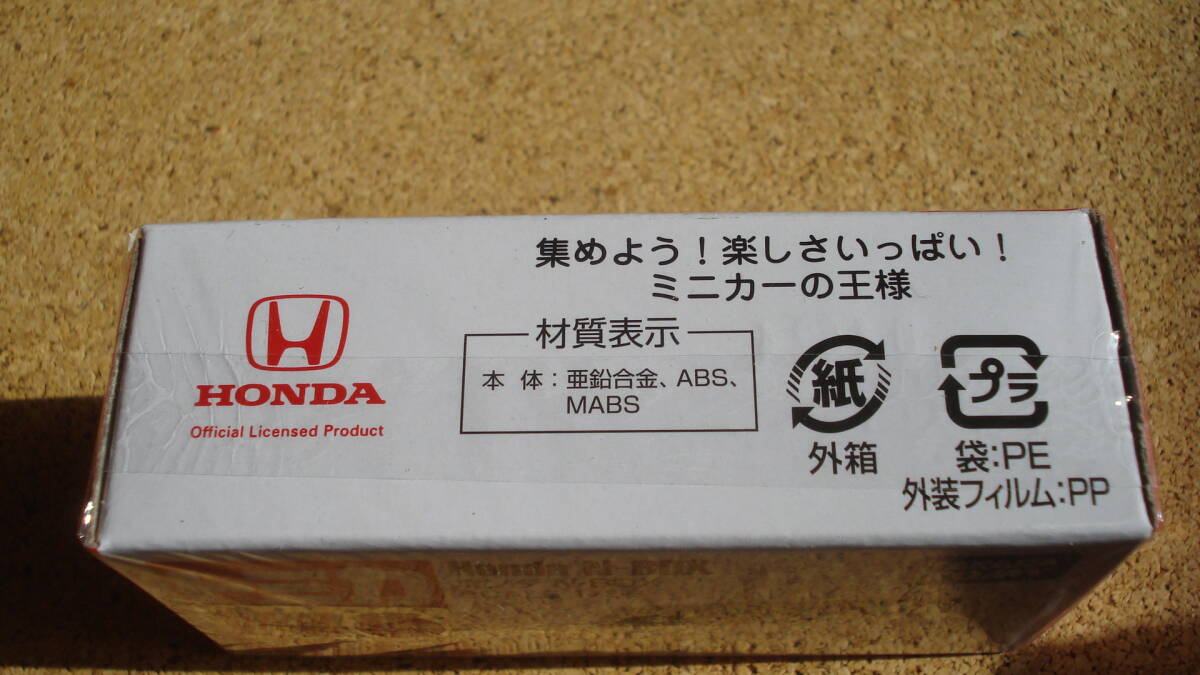 集めよう！楽しさいっぱい！
ミニカーの王様
HONDA
Official Licensed Product
材質表示
本体：亜鉛合金、ABS、
MABS
紙
外箱
プラ
袋：PE
外装フィルム：PP
Honda N BOX